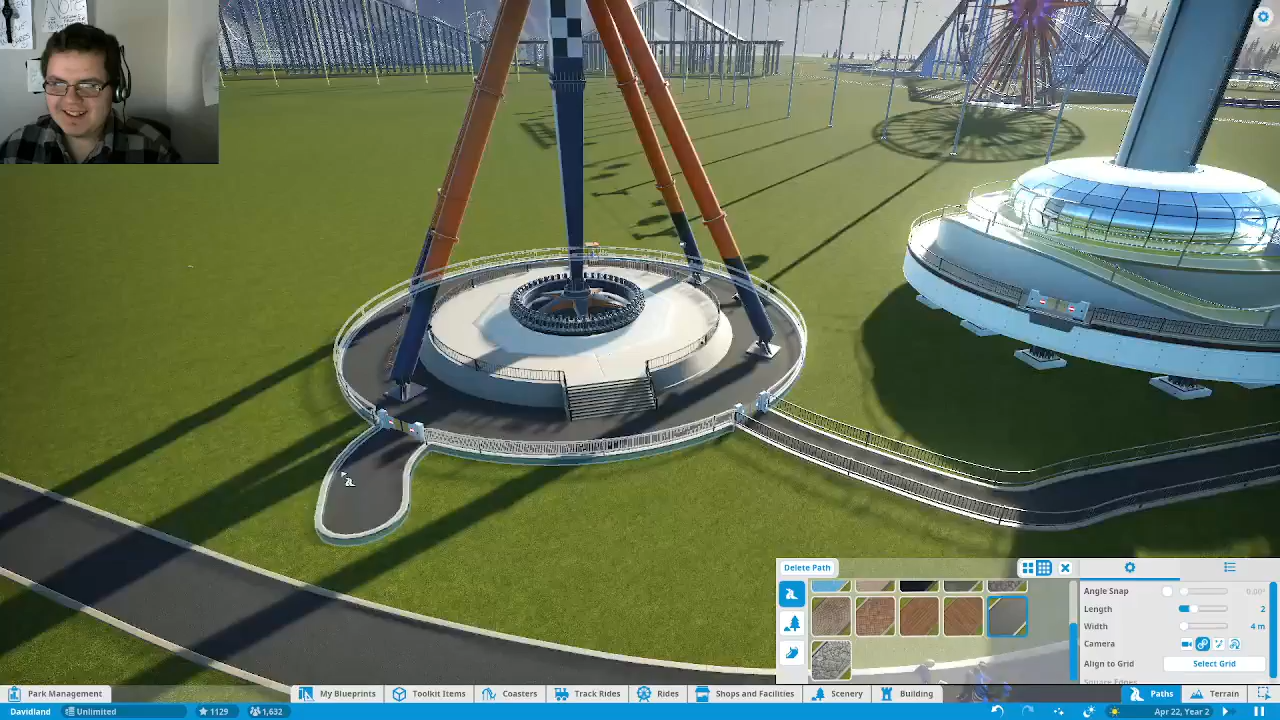 Delete Path
Angle Snap
0.00°
Length
2
Width
4 m
Camera
Align to Grid
Select Grid
Square Edges
Park Management
My Blueprints
Toolkit Items
Coasters
Track Rides
Rides
Shops and Facilities
Scenery
Building
Paths
Terrain
Davidland
Unlimited
1129
1,632
Apr 22, Year 2